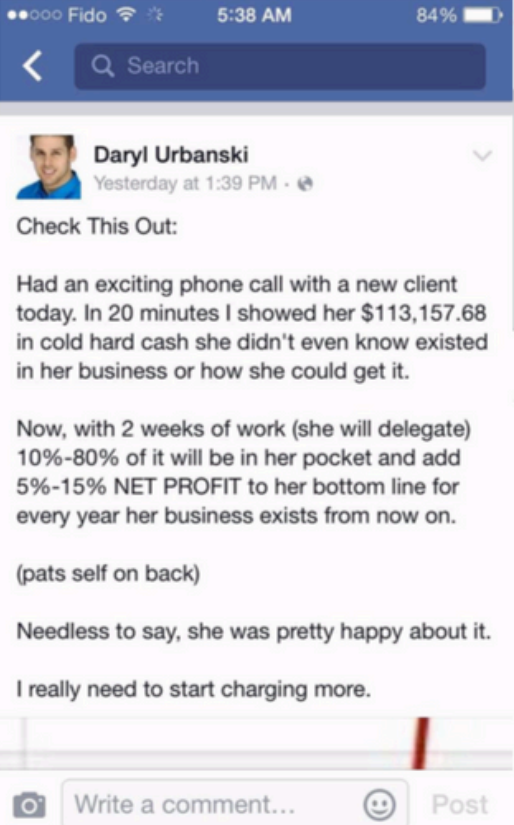 Fido 5:38 AM 84%
Search
Daryl Urbanski
Yesterday at 1:39 PM ·
Check This Out:
Had an exciting phone call with a new client
today. In 20 minutes I showed her $113,157.68
in cold hard cash she didn't even know existed
in her business or how she could get it.
Now, with 2 weeks of work (she will delegate)
10%-80% of it will be in her pocket and add
5%-15% NET PROFIT to her bottom line for
every year her business exists from now on.
(pats self on back)
Needless to say, she was pretty happy about it.
I really need to start charging more.
Write a comment... Post